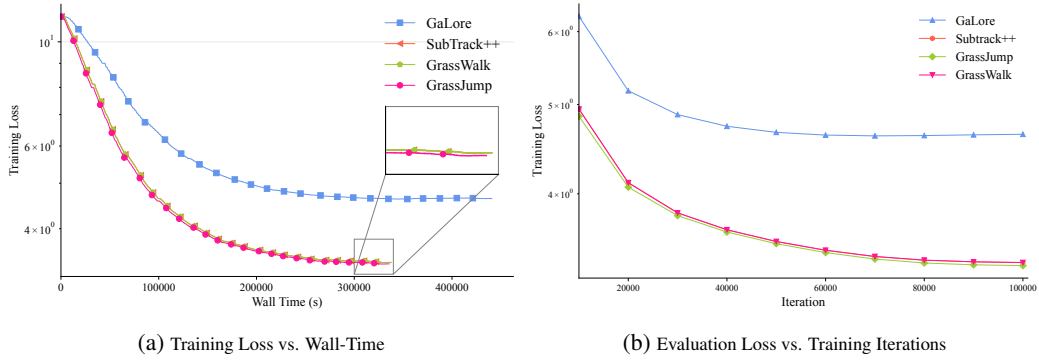 GaLore
SubTrack++
GrassWalk
GrassJump
10¹
6 × 10⁰
4 × 10⁰
Training Loss
0
100000
200000
300000
400000
Wall Time (s)
(a) Training Loss vs. Wall-Time
GaLore
Subtrack++
GrassJump
GrassWalk
6 × 10⁰
5 × 10⁰
4 × 10⁰
Training Loss
20000
40000
60000
80000
100000
Iteration
(b) Evaluation Loss vs. Training Iterations